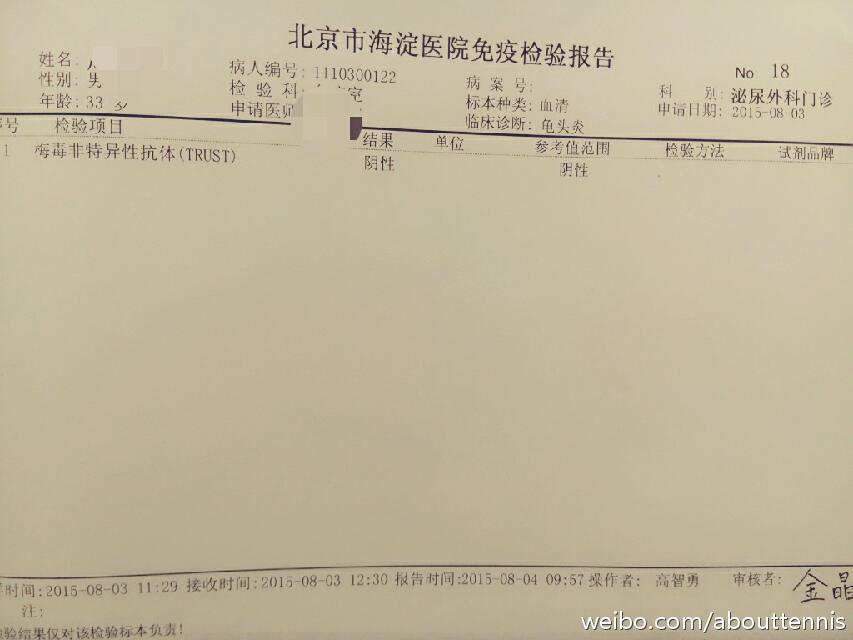 北京市海淀医院免疫检验报告
No 18
姓名:
病人编号: 1110300122
病案号:
科别: 泌尿外科门诊
性别: 男
检验科
标本种类: 血清
申请日期: 2015-08-03
年龄: 33 岁
申请医师
临床诊断: 龟头炎
号 检验项目 结果 单位 参考值范围 检验方法 试剂品牌
1 梅毒非特异性抗体(TRUST) 阴性 阴性
时间:2015-08-03 11:29 接收时间:2015-08-03 12:30 报告时间:2015-08-04 09:57 操作者: 高智勇 审核者: 金晶
注:
验结果仅对该检验标本负责!
weibo.com/abouttennis